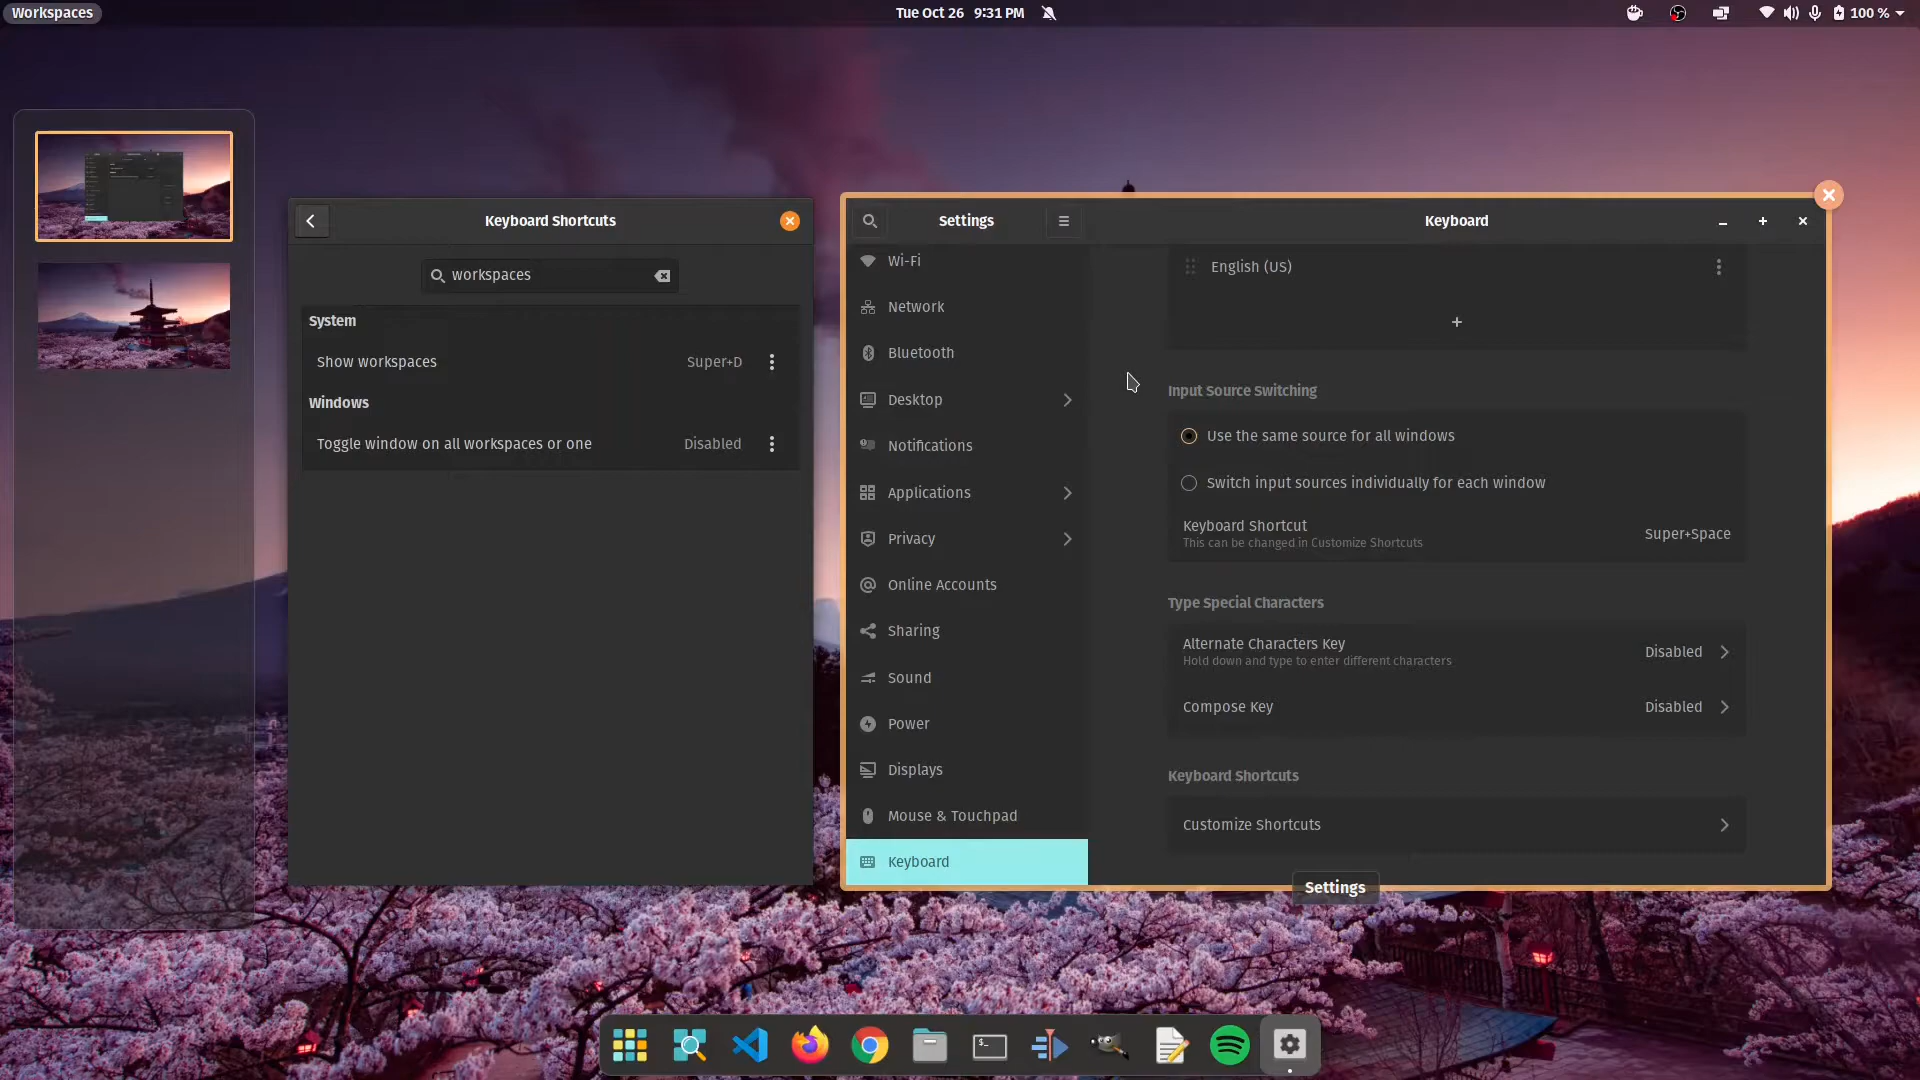 Workspaces
Tue Oct 26 9:31 PM
100 %
Keyboard Shortcuts
workspaces
System
Show workspaces Super+D
Windows
Toggle window on all workspaces or one Disabled
Settings
Wi-Fi
Network
Bluetooth
Desktop
Notifications
Applications
Privacy
Online Accounts
Sharing
Sound
Power
Displays
Mouse & Touchpad
Keyboard
Keyboard
English (US)
Input Source Switching
Use the same source for all windows
Switch input sources individually for each window
Keyboard Shortcut Super+Space
This can be changed in Customize Shortcuts
Type Special Characters
Alternate Characters Key Disabled
Hold down and type to enter different characters
Compose Key Disabled
Keyboard Shortcuts
Customize Shortcuts
Settings